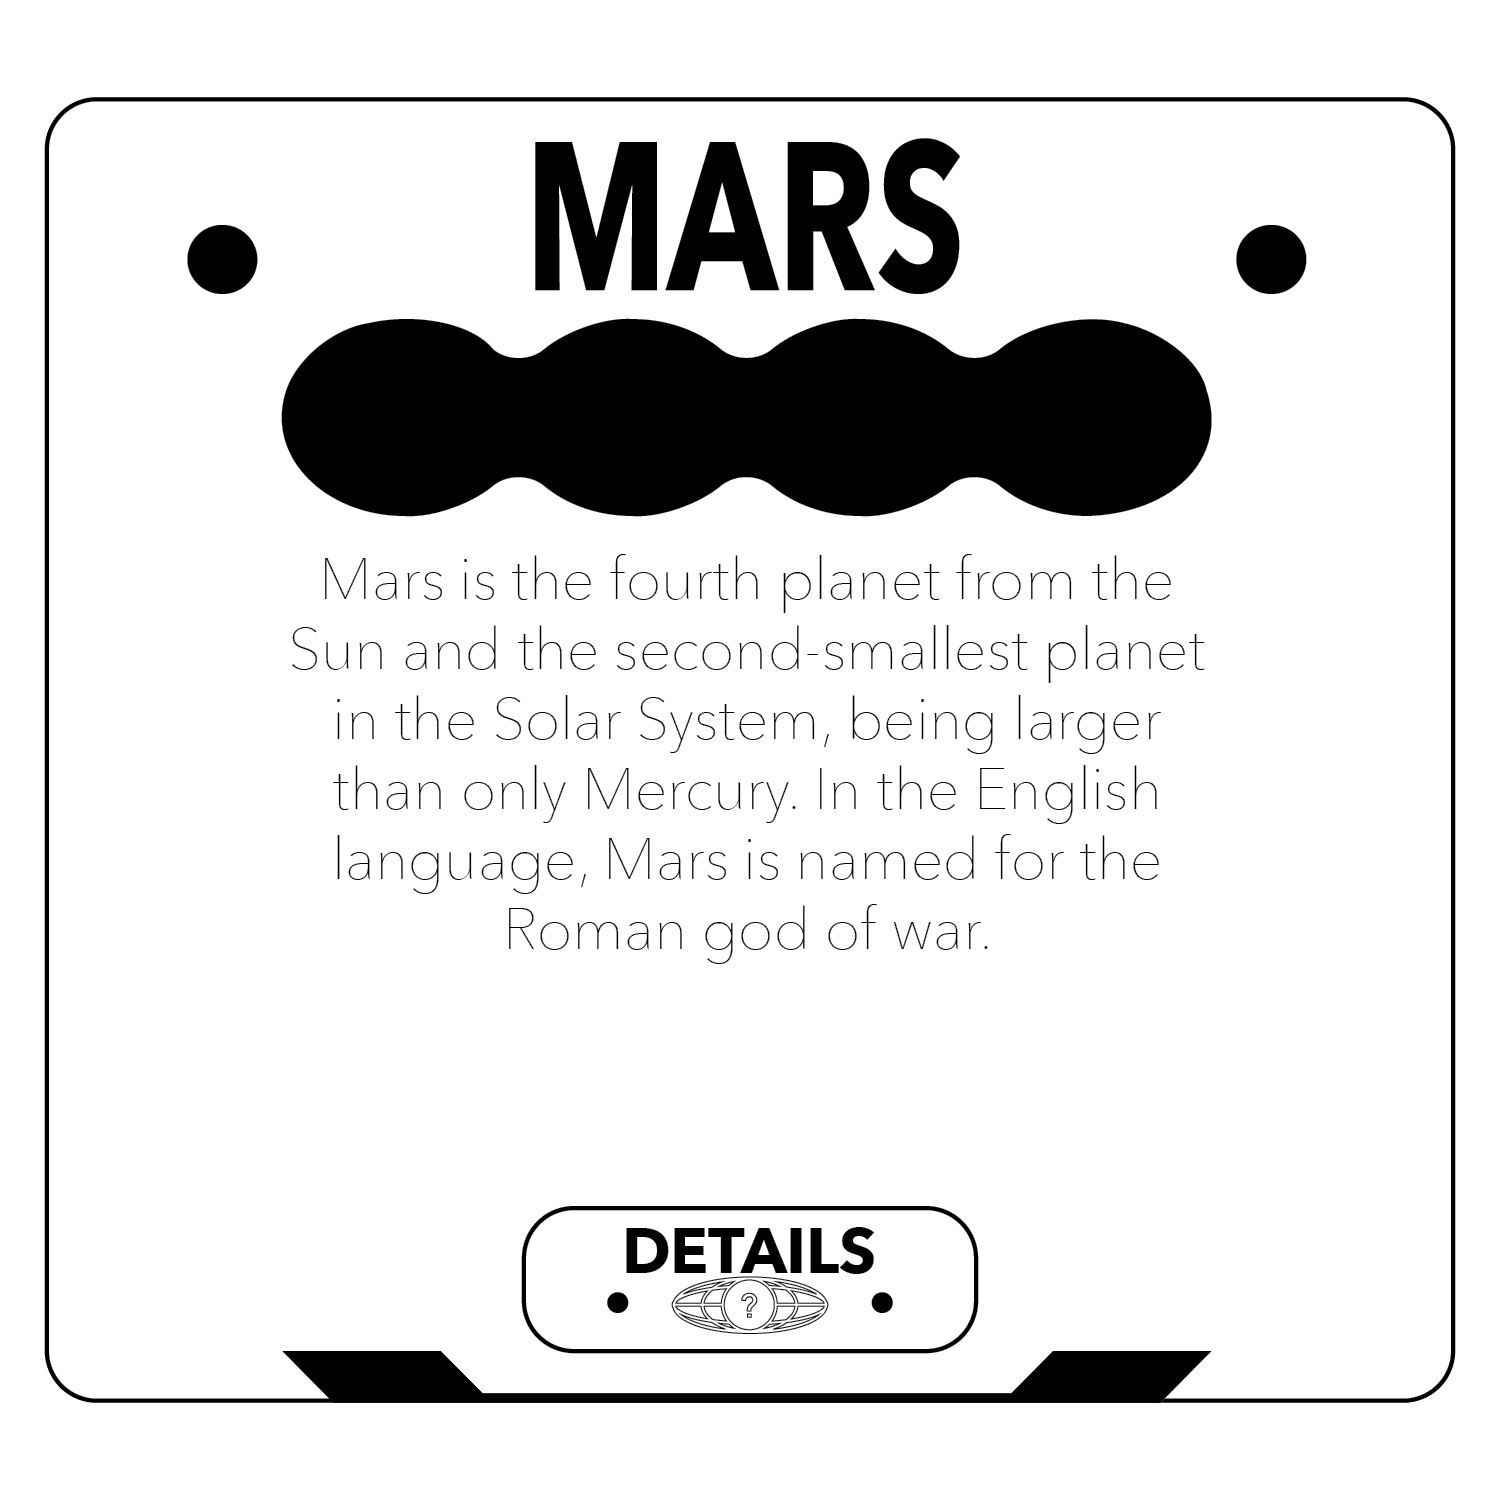 MARS
Mars is the fourth planet from the
Sun and the second-smallest planet
in the Solar System, being larger
than only Mercury. In the English
language, Mars is named for the
Roman god of war.
DETAILS
?